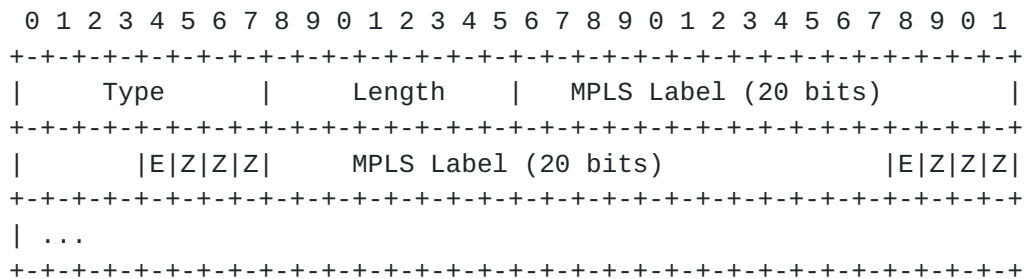 0 1 2 3 4 5 6 7 8 9 0 1 2 3 4 5 6 7 8 9 0 1 2 3 4 5 6 7 8 9 0 1
+-+-+-+-+-+-+-+-+-+-+-+-+-+-+-+-+-+-+-+-+-+-+-+-+-+-+-+-+-+-+-+-+
|     Type      |     Length    |   MPLS Label (20 bits)        |
+-+-+-+-+-+-+-+-+-+-+-+-+-+-+-+-+-+-+-+-+-+-+-+-+-+-+-+-+-+-+-+-+
|       |E|Z|Z|Z|     MPLS Label (20 bits)              |E|Z|Z|Z|
+-+-+-+-+-+-+-+-+-+-+-+-+-+-+-+-+-+-+-+-+-+-+-+-+-+-+-+-+-+-+-+-+
| ...
+-+-+-+-+-+-+-+-+-+-+-+-+-+-+-+-+-+-+-+-+-+-+-+-+-+-+-+-+-+-+-+-+